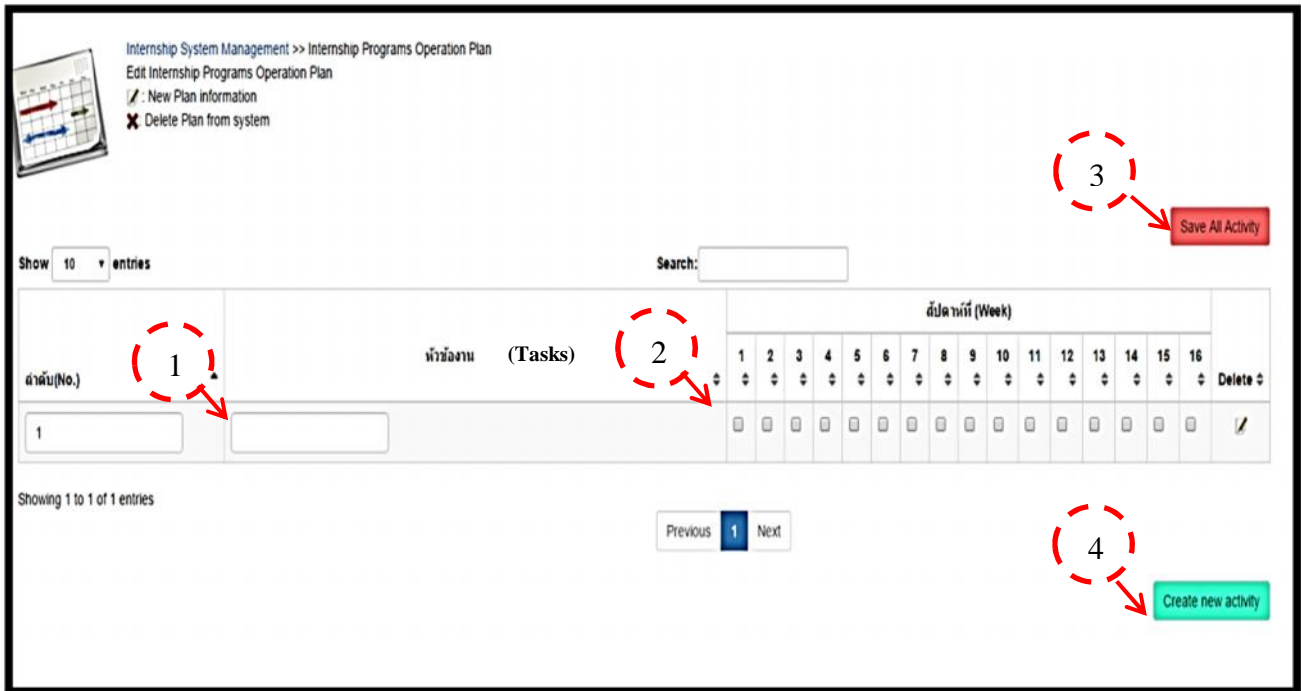 Internship System Management >> Internship Programs Operation Plan
Edit Internship Programs Operation Plan
: New Plan information
: Delete Plan from system
3
Save All Activity
Show 10 entries
Search:
สัปดาห์ที่ (Week)
1
2
ลำดับ(No.)
หัวข้องาน (Tasks)
1 2 3 4 5 6 7 8 9 10 11 12 13 14 15 16
Delete
1
Showing 1 to 1 of 1 entries
Previous 1 Next
4
Create new activity